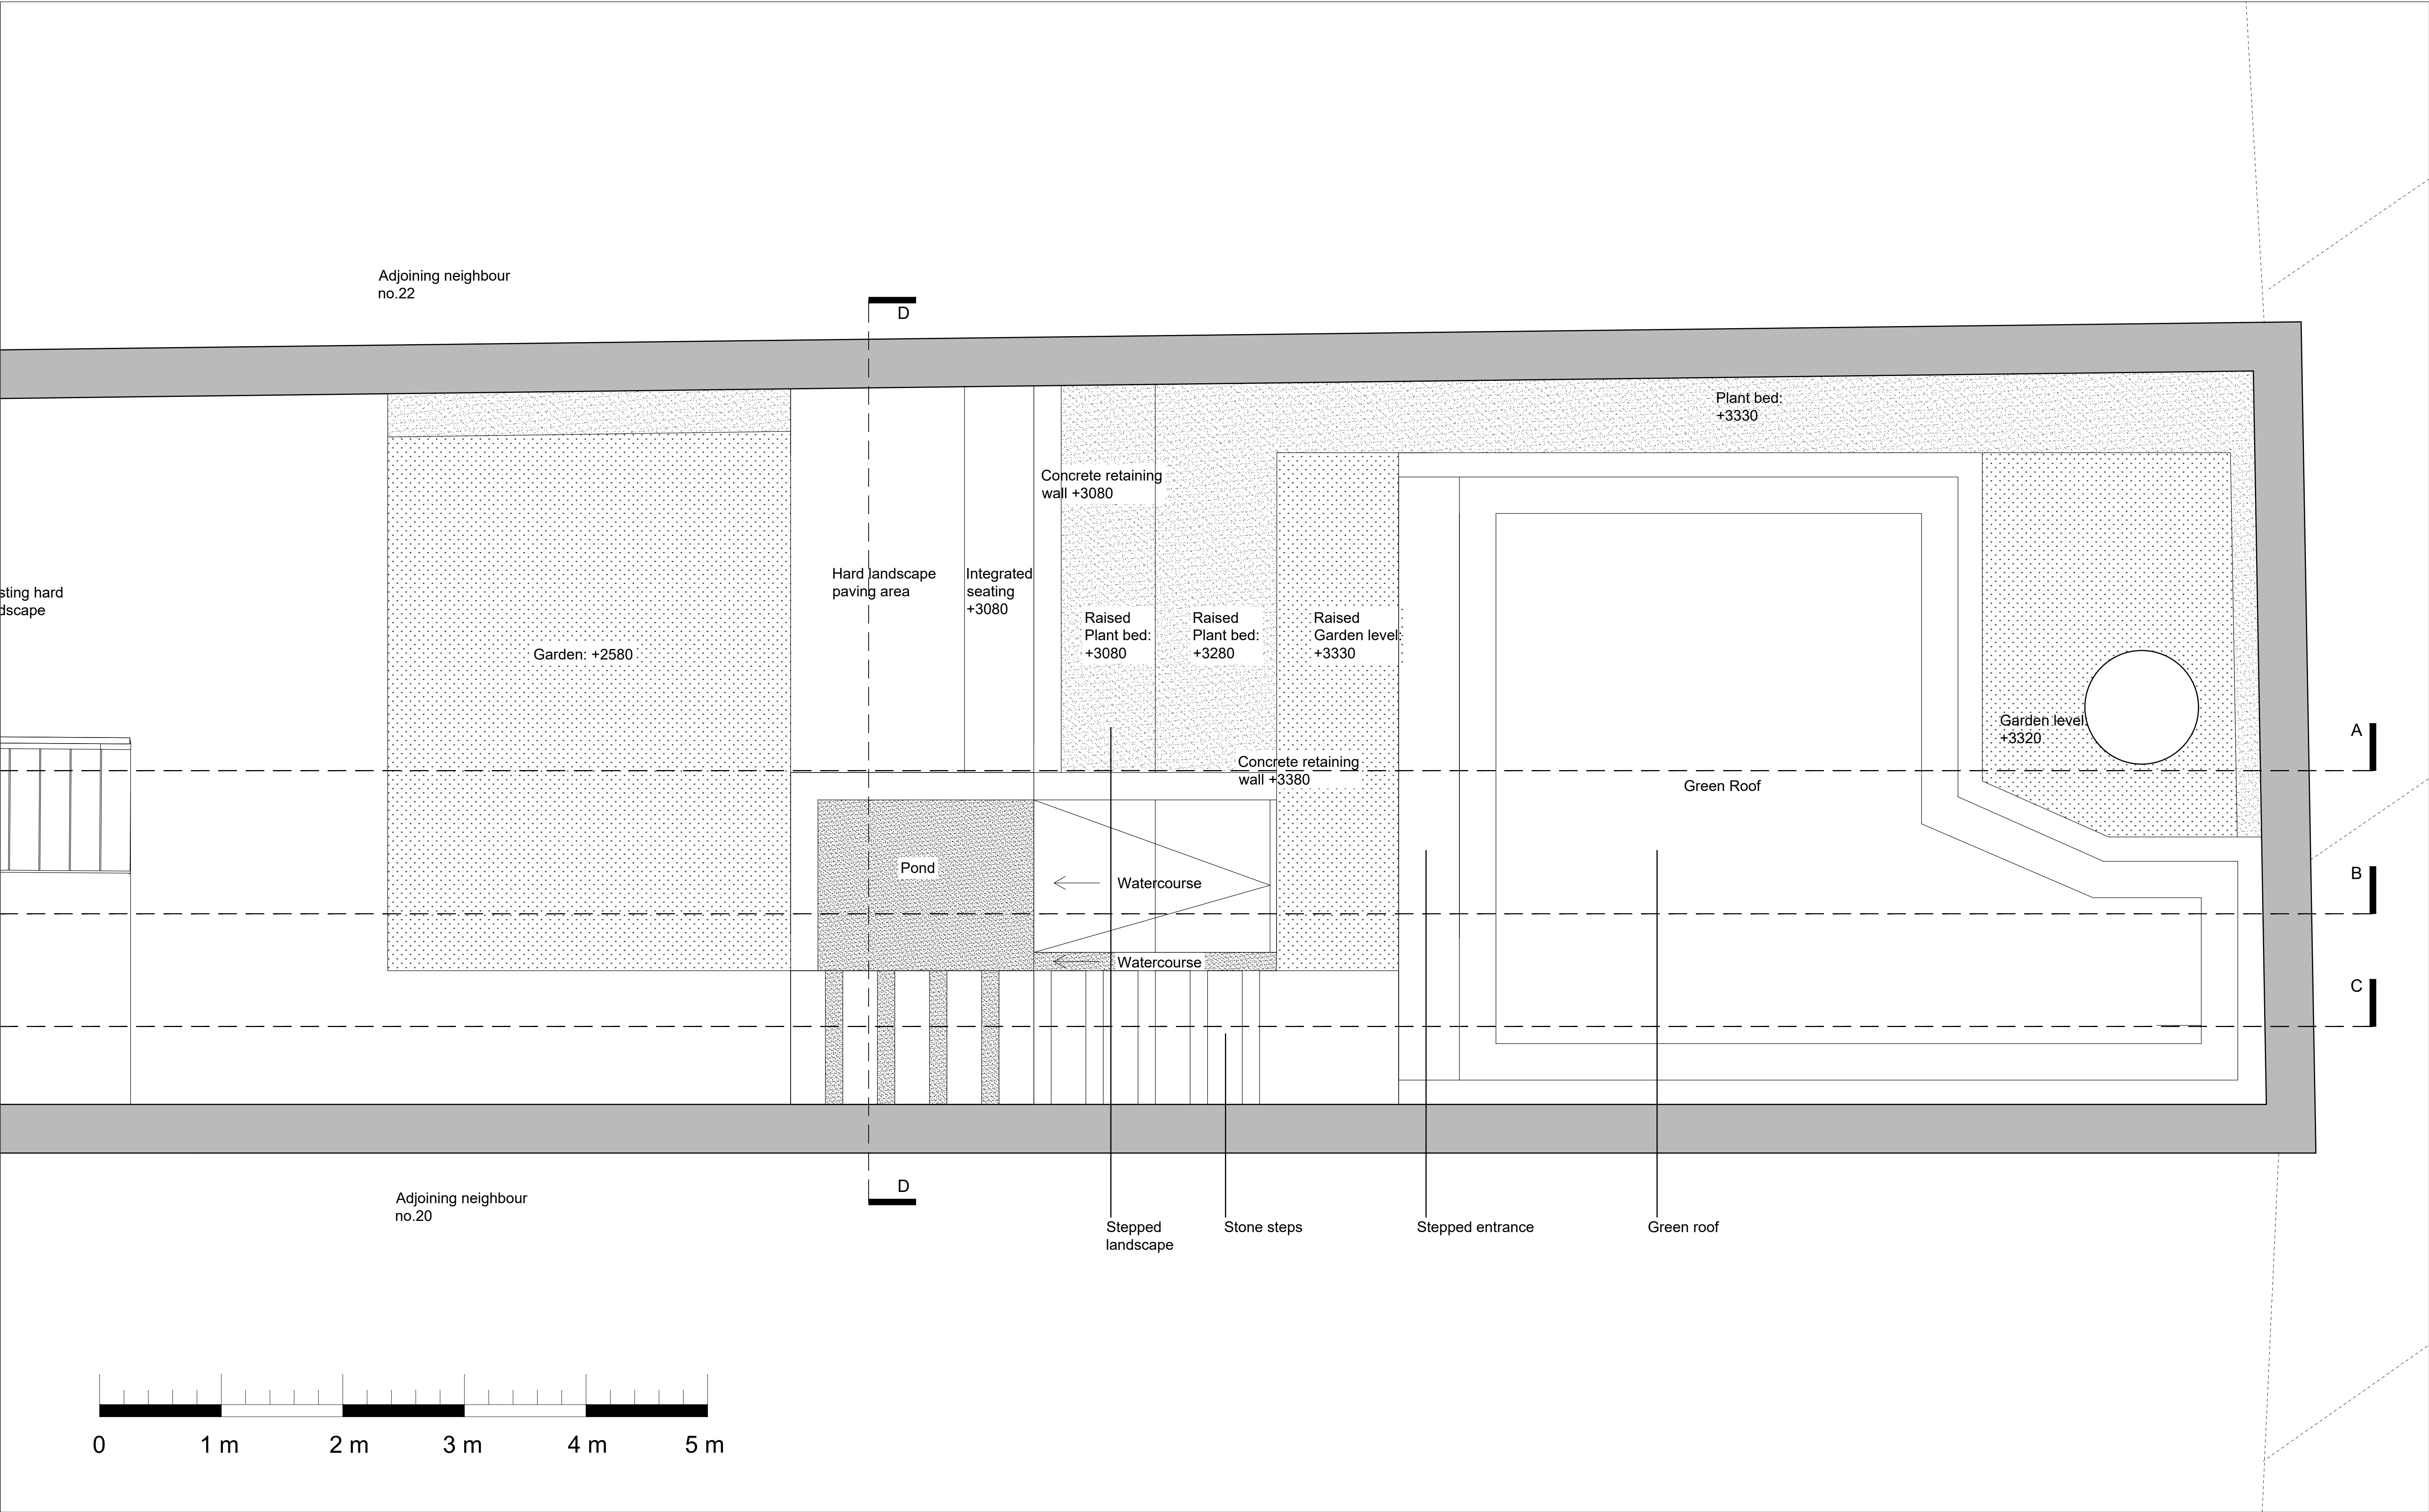 Adjoining neighbour
no.22
D
Plant bed:
+3330
Concrete retaining
wall +3080
Hard landscape
paving area
Integrated
seating
+3080
sting hard
dscape
Raised
Plant bed:
+3080
Raised
Plant bed:
+3280
Raised
Garden level:
+3330
Garden: +2580
Garden level:
+3320
A
Concrete retaining
wall +3380
Green Roof
Pond
B
Watercourse
Watercourse
C
D
Adjoining neighbour
no.20
Stepped
landscape
Stone steps
Stepped entrance
Green roof
0 1 m 2 m 3 m 4 m 5 m